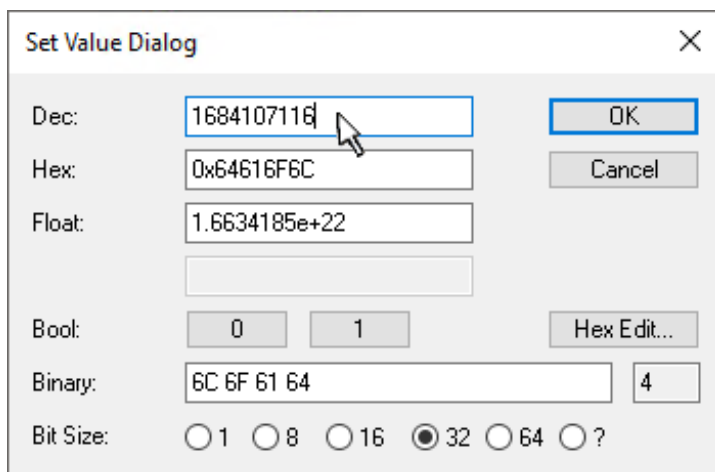 Set Value Dialog
Dec: 1684107116 OK
Hex: 0x64616F6C Cancel
Float: 1.6634185e+22
Bool: 0 1 Hex Edit...
Binary: 6C 6F 61 64 4
Bit Size: 1 8 16 32 64 ?